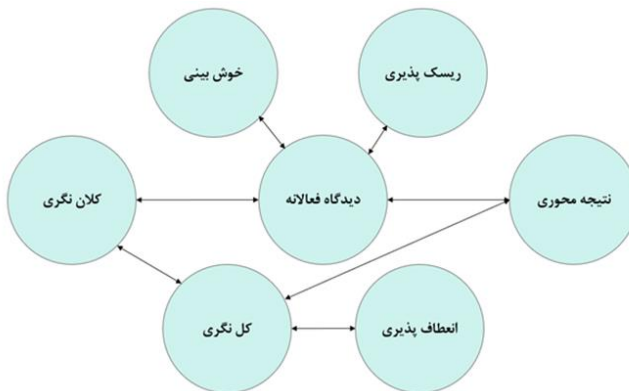 ریسک پذیری
خوش بینی
نتیجه محوری
دیدگاه فعالانه
کلان نگری
انعطاف پذیری
کل نگری